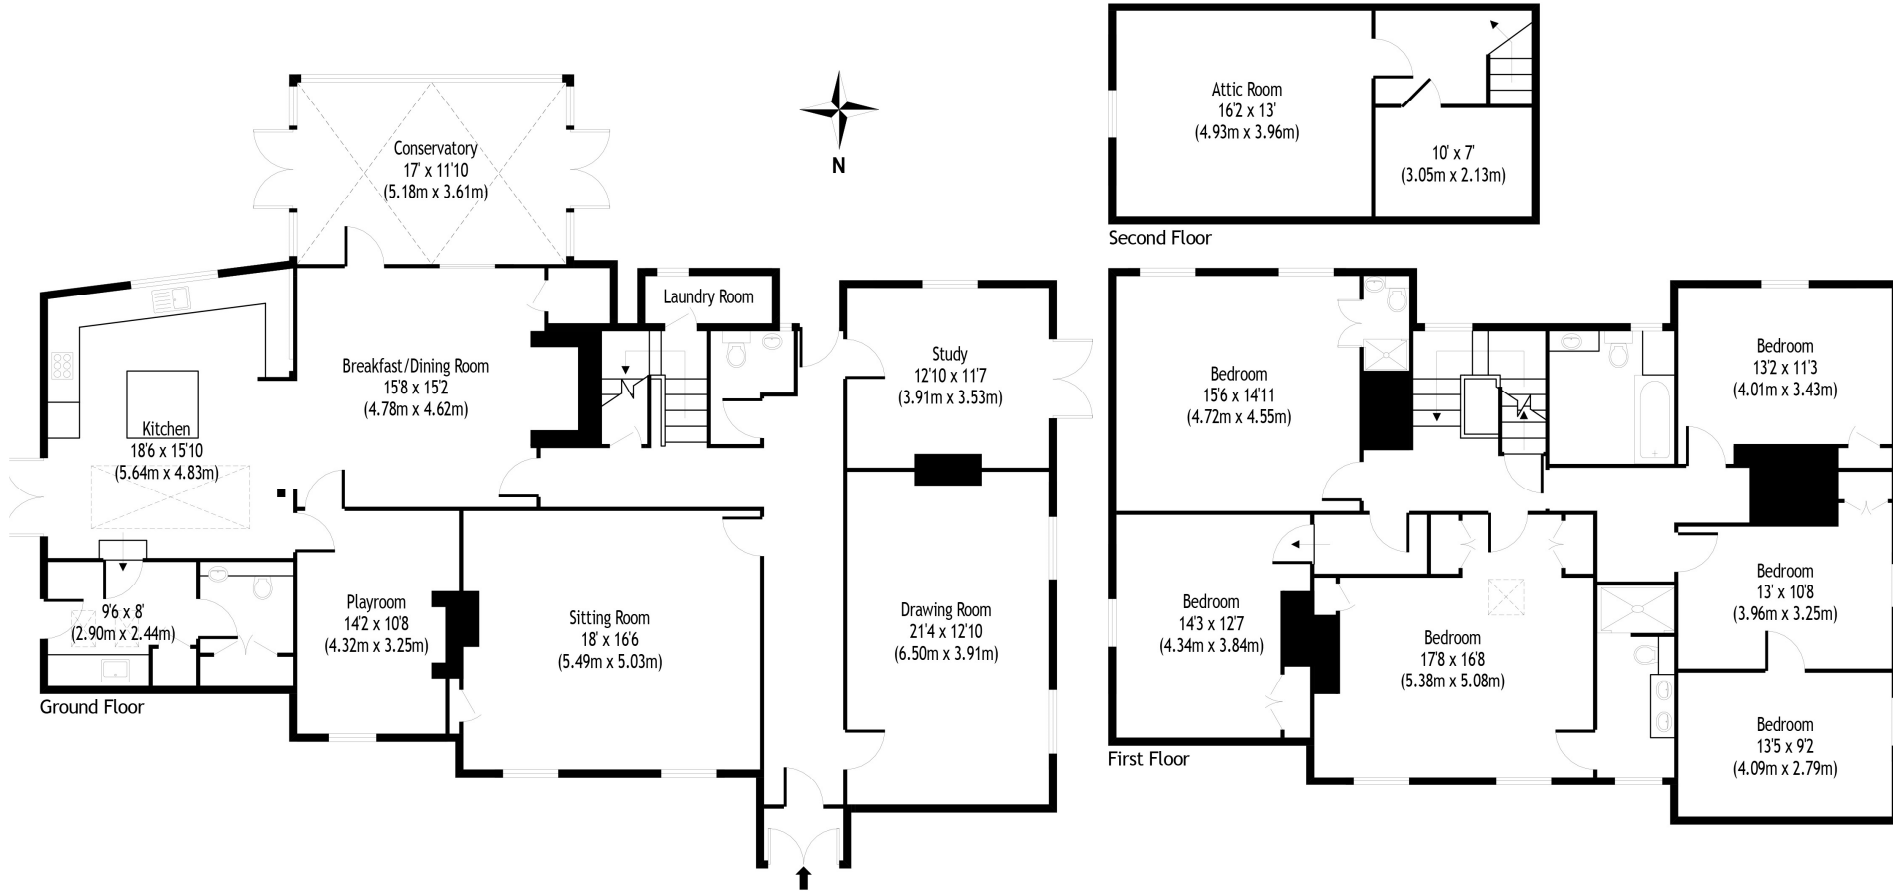 Conservatory
17' x 11'10
(5.18m x 3.61m)
N
Laundry Room
Breakfast/Dining Room
15'8 x 15'2
(4.78m x 4.62m)
Study
12'10 x 11'7
(3.91m x 3.53m)
Kitchen
18'6 x 15'10
(5.64m x 4.83m)
9'6 x 8'
(2.90m x 2.44m)
Playroom
14'2 x 10'8
(4.32m x 3.25m)
Sitting Room
18' x 16'6
(5.49m x 5.03m)
Drawing Room
21'4 x 12'10
(6.50m x 3.91m)
Ground Floor
Attic Room
16'2 x 13'
(4.93m x 3.96m)
10' x 7'
(3.05m x 2.13m)
Second Floor
Bedroom
15'6 x 14'11
(4.72m x 4.55m)
Bedroom
13'2 x 11'3
(4.01m x 3.43m)
Bedroom
14'3 x 12'7
(4.34m x 3.84m)
Bedroom
17'8 x 16'8
(5.38m x 5.08m)
Bedroom
13' x 10'8
(3.96m x 3.25m)
Bedroom
13'5 x 9'2
(4.09m x 2.79m)
First Floor